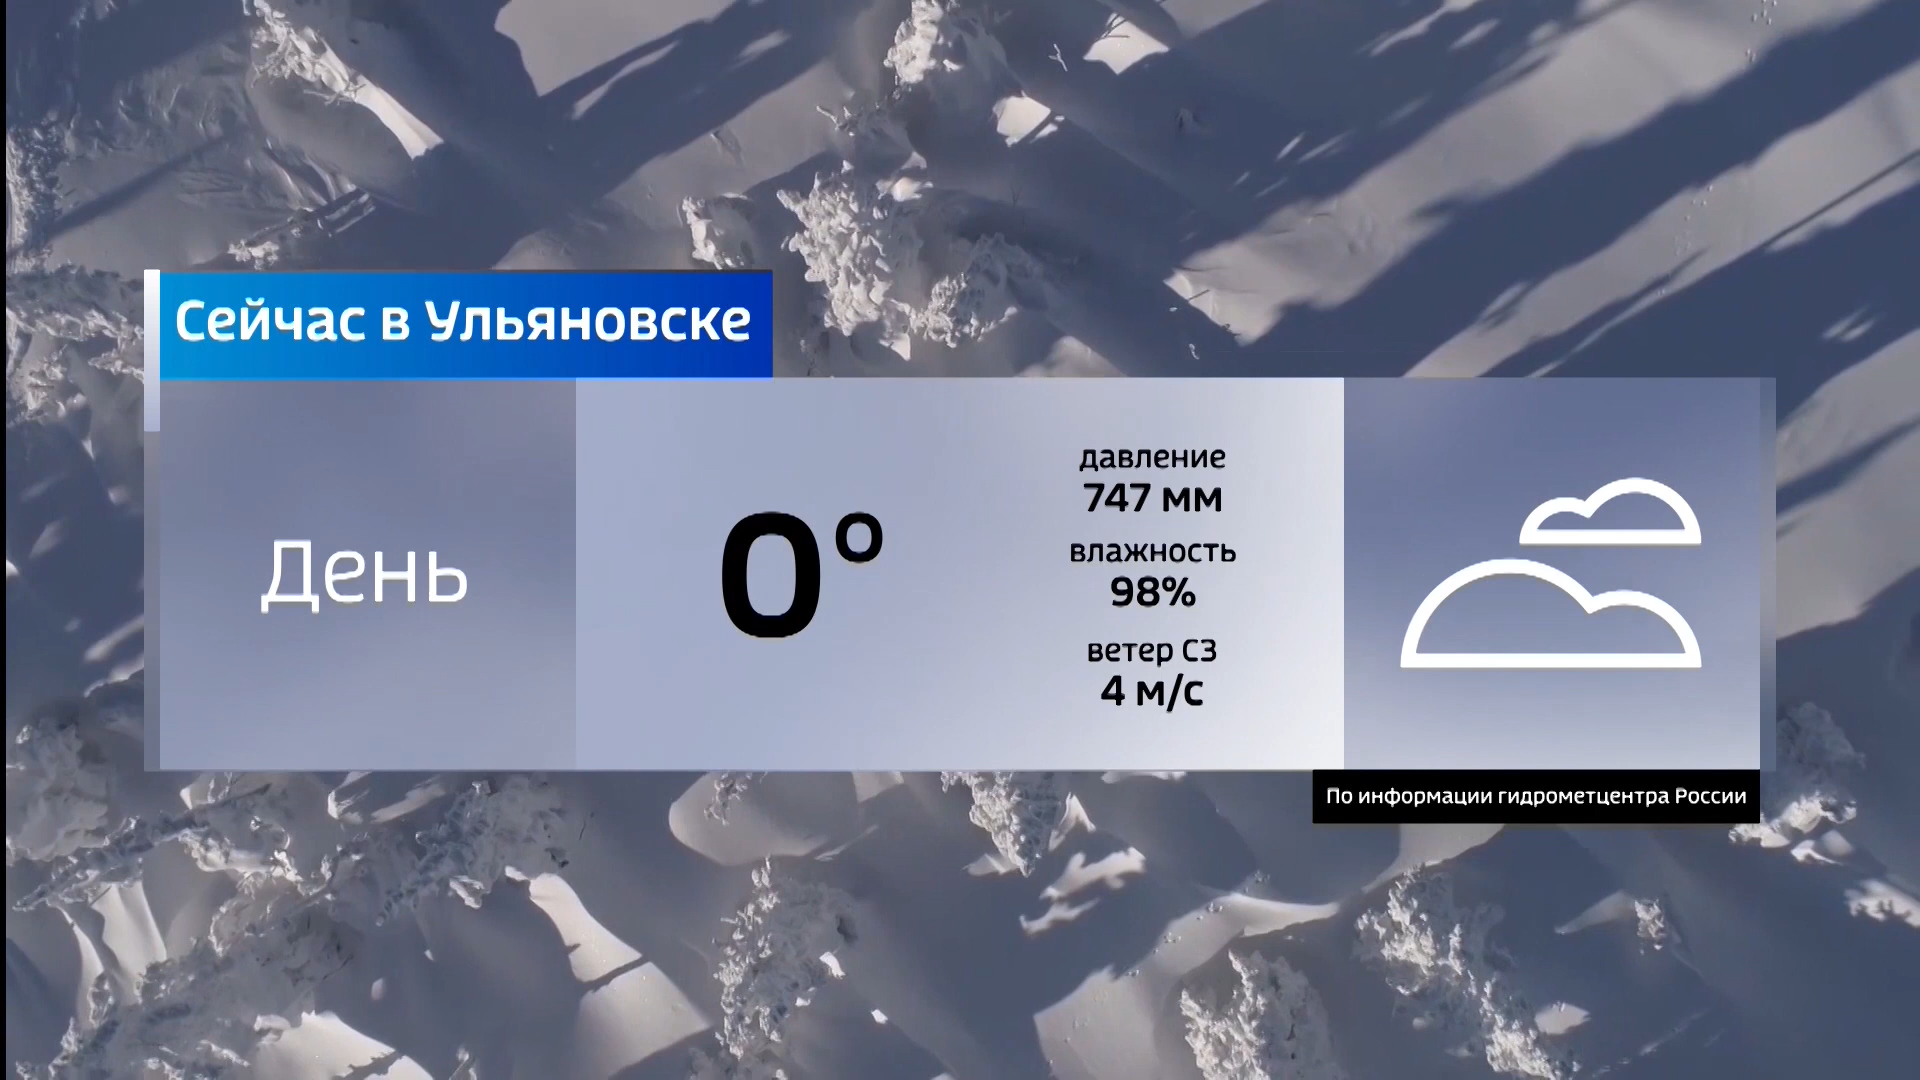 Сейчас в Ульяновске
День
0°
давление
747 мм
влажность
98%
ветер СЗ
4 м/с
По информации гидрометцентра России